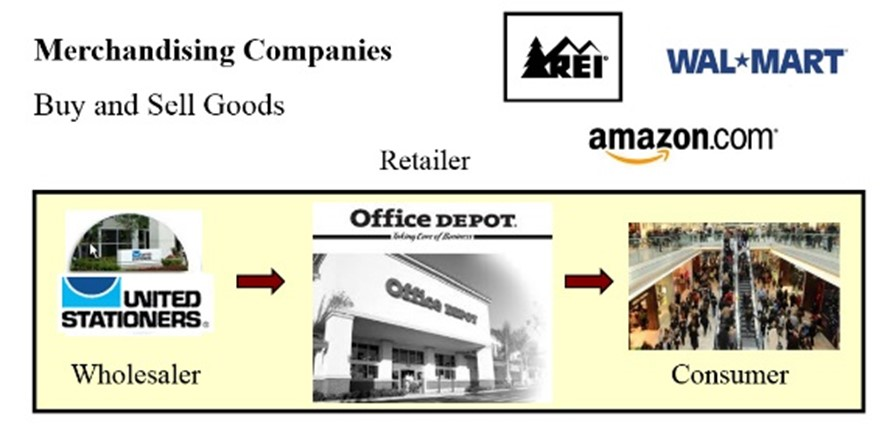 Merchandising Companies
Buy and Sell Goods
REI
WAL★MART
amazon.com
Retailer
Office DEPOT.
Taking Care of Business
Office DEPOT
UNITED
STATIONERS
Wholesaler
Consumer